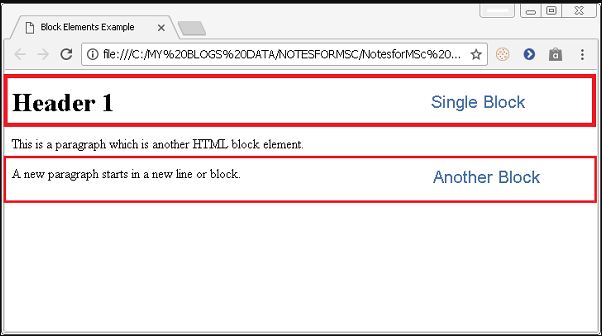 Block Elements Example
file:///C:/MY%20BLOGS%20DATA/NOTESFORMSC/NotesforMSc%20...
Header 1
Single Block
This is a paragraph which is another HTML block element.
A new paragraph starts in a new line or block.
Another Block